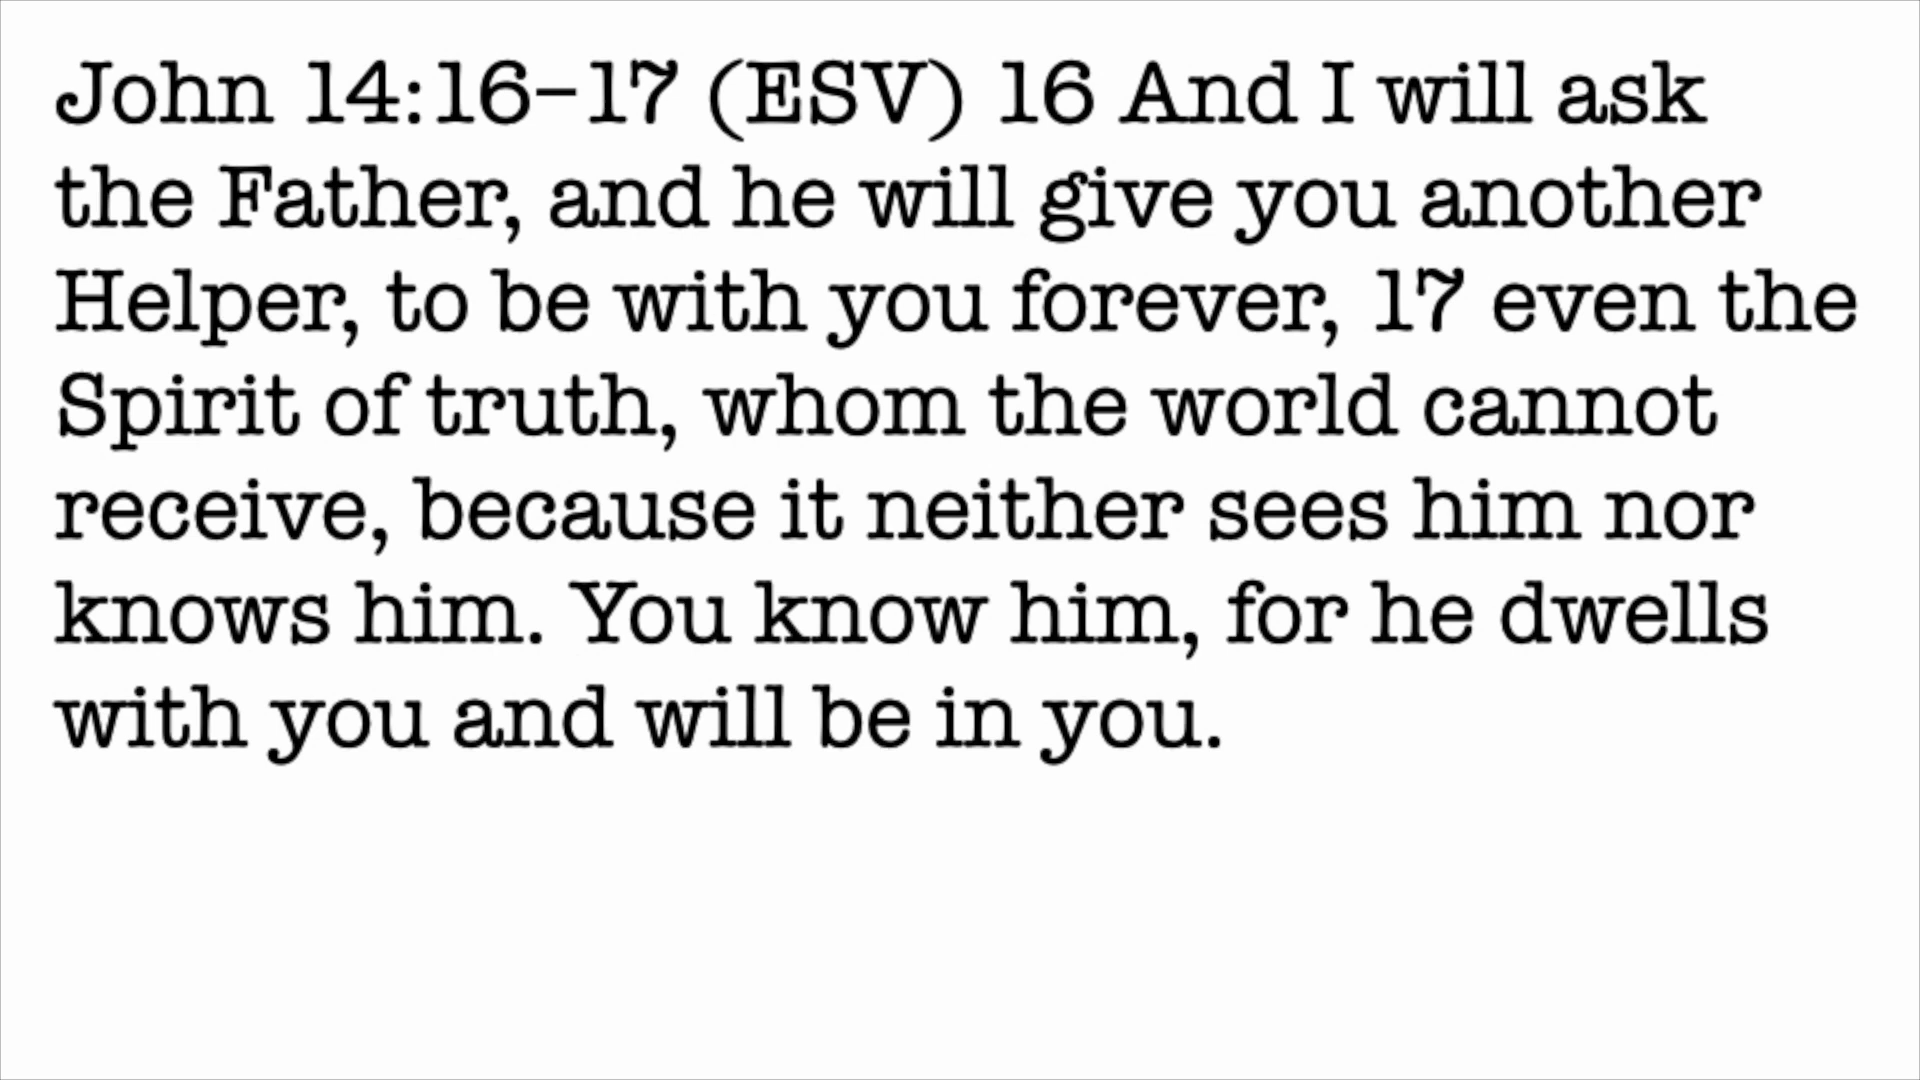 John 14:16-17 (ESV) 16 And I will ask
the Father, and he will give you another
Helper, to be with you forever, 17 even the
Spirit of truth, whom the world cannot
receive, because it neither sees him nor
knows him. You know him, for he dwells
with you and will be in you.